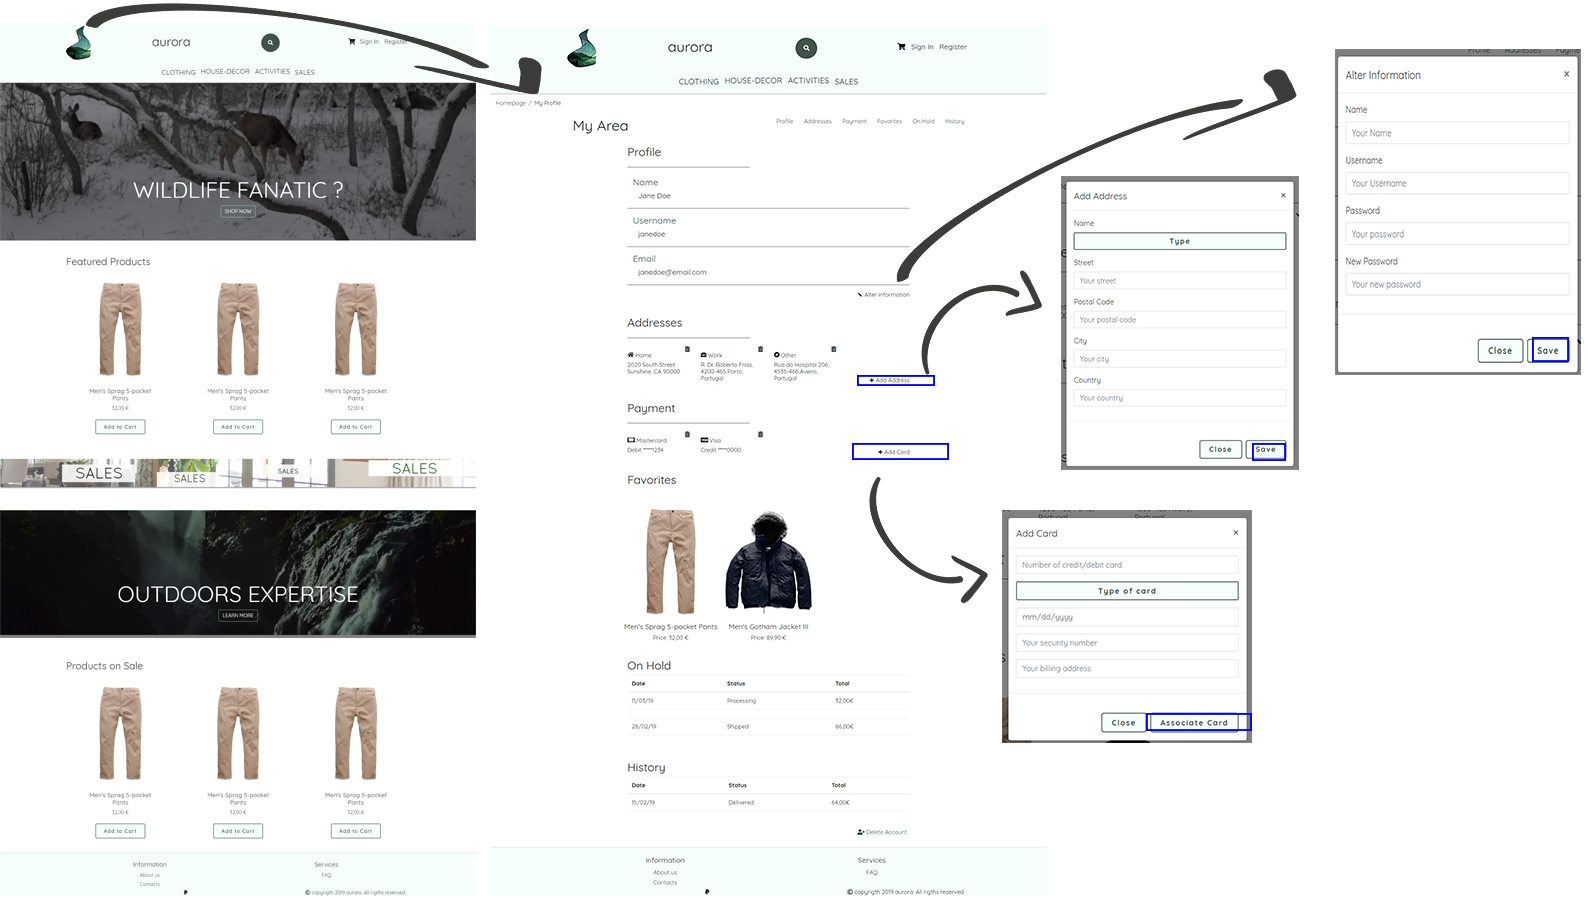 aurora
Sign In Register
CLOTHING HOUSE-DECOR ACTIVITIES SALES
WILDLIFE FANATIC ?
SHOP NOW
Featured Products
Men's Sprag 5-pocket Pants
32,00 €
Add to Cart
Men's Sprag 5-pocket Pants
32,00 €
Add to Cart
Men's Sprag 5-pocket Pants
32,00 €
Add to Cart
SALES
SALES
SALES
SALES
OUTDOORS EXPERTISE
LEARN MORE
Products on Sale
Men's Sprag 5-pocket Pants
32,00 €
Add to Cart
Men's Sprag 5-pocket Pants
32,00 €
Add to Cart
Men's Sprag 5-pocket Pants
32,00 €
Add to Cart
Information
About us
Contacts
Services
FAQ
© copyrigth 2019 aurora. All rigths reserved
aurora
Sign In Register
CLOTHING HOUSE-DECOR ACTIVITIES SALES
Homepage / My Profile
My Area
Profile Addresses Payment Favorites On Hold History
Profile
Name
Jane Doe
Username
janedoe
Email
janedoe@email.com
Alter information
Addresses
Home
2020 South Street
Sunshine, CA 90000
Work
R. Dr. Roberto Frias,
4200-465 Porto,
Portugal
Other
Rua do Hospital 206,
4535-466 Aveiro,
Portugal
+ Add Address
Payment
Mastercard
Debit ****1234
Visa
Credit ****0000
+ Add Card
Favorites
Men's Sprag 5-pocket Pants
Price: 32,00 €
Men's Gotham Jacket III
Price: 89,90 €
On Hold
Date Status Total
11/03/19 Processing 32,00€
28/02/19 Shipped 86,00€
History
Date Status Total
15/02/19 Delivered 64,00€
Delete Account
Information
About us
Contacts
Services
FAQ
© copyrigth 2019 aurora. All rigths reserved
Add Address
×
Name
Type
Street
Your street
Postal Code
Your postal code
City
Your city
Country
Your country
Close
Save
Portugal
Add Card
×
Number of credit/debit card
Type of card
mm/dd/yyyy
Your security number
Your billing address
Close
Associate Card
Profile Addresses
Alter Information
×
Name
Your Name
Username
Your Username
Password
Your password
New Password
Your new password
Close
Save